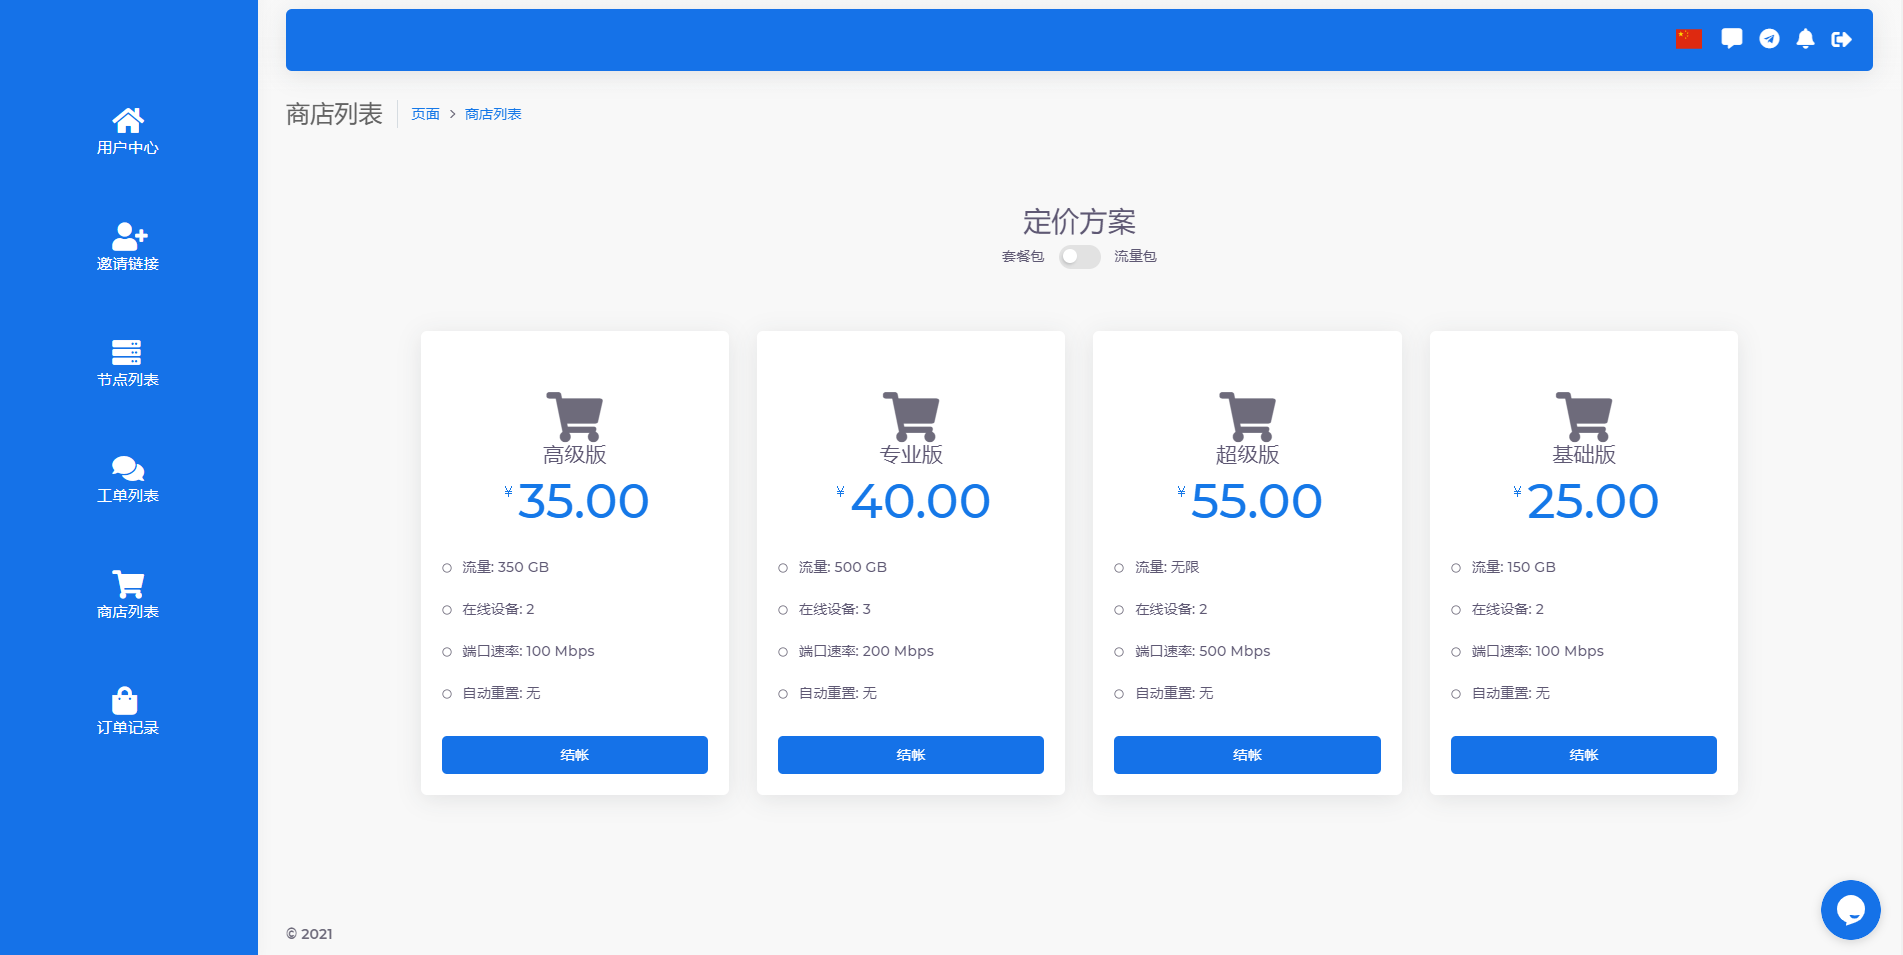 用户中心
邀请链接
节点列表
工单列表
商店列表
订单记录
商店列表
页面 > 商店列表
定价方案
套餐包 流量包
高级版
¥35.00
流量: 350 GB
在线设备: 2
端口速率: 100 Mbps
自动重置: 无
结帐
专业版
¥40.00
流量: 500 GB
在线设备: 3
端口速率: 200 Mbps
自动重置: 无
结帐
超级版
¥55.00
流量: 无限
在线设备: 2
端口速率: 500 Mbps
自动重置: 无
结帐
基础版
¥25.00
流量: 150 GB
在线设备: 2
端口速率: 100 Mbps
自动重置: 无
结帐
© 2021